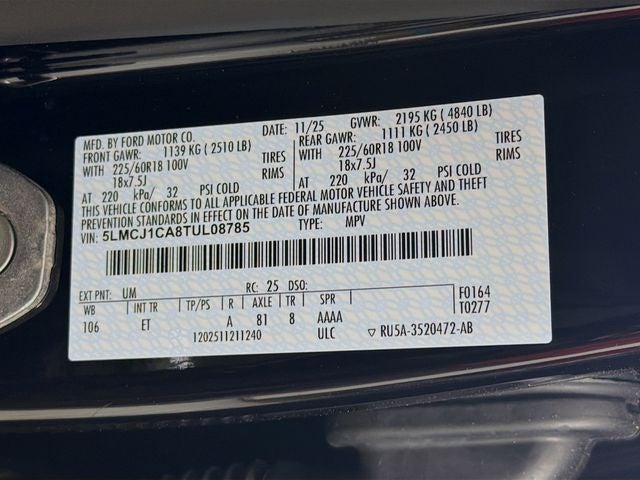 MFD. BY FORD MOTOR CO. DATE: 11/25 GVWR: 2195 KG ( 4840 LB)
FRONT GAWR: 1139 KG ( 2510 LB) REAR GAWR: 1111 KG ( 2450 LB)
WITH 225/60R18 100V TIRES WITH 225/60R18 100V TIRES
18x7.5J RIMS 18x7.5J RIMS
AT 220 kPa/ 32 PSI COLD AT 220 kPa/ 32 PSI COLD
THIS VEHICLE CONFORMS TO ALL APPLICABLE FEDERAL MOTOR VEHICLE SAFETY AND THEFT
PREVENTION STANDARDS IN EFFECT ON THE DATE OF MANUFACTURE SHOWN ABOVE.
VIN: 5LMCJ1CA8TUL08785 TYPE: MPV
EXT PNT: UM RC: 25 DSO: F0164
WB INT TR TP/PS R AXLE TR SPR T0277
106 ET A 81 8 AAAA
1202511211240 ULC ▽ RU5A-3520472-AB